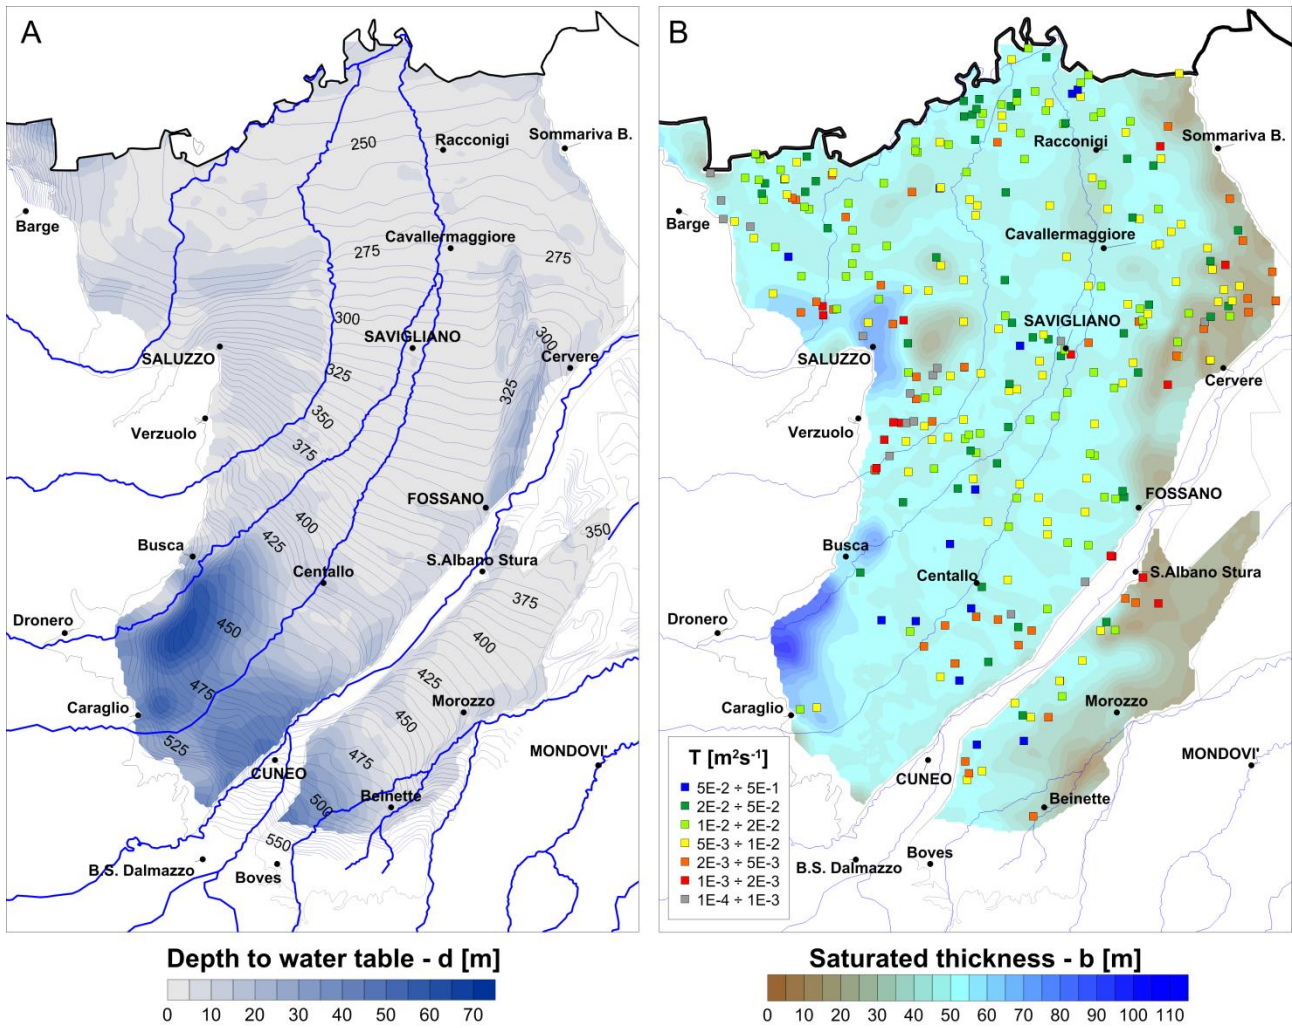 A
250
Racconigi
Sommariva B.
Barge
Cavallermaggiore
275
275
300
SAVIGLIANO
300
SALUZZO
Cervere
325
325
350
Verzuolo
375
FOSSANO
400
350
425
Busca
S.Albano Stura
Centallo
375
Dronero
450
400
475
425
Caraglio
450
Morozzo
525
475
MONDOVI'
CUNEO
500
Beinette
550
B.S. Dalmazzo
Boves
Depth to water table - d [m]
0 10 20 30 40 50 60 70
B
Racconigi
Sommariva B.
Barge
Cavallermaggiore
SAVIGLIANO
SALUZZO
Cervere
Verzuolo
FOSSANO
Busca
S.Albano Stura
Centallo
Dronero
Caraglio
Morozzo
MONDOVI'
CUNEO
Beinette
Boves
B.S. Dalmazzo
T [m²s⁻¹]
5E-2 ÷ 5E-1
2E-2 ÷ 5E-2
1E-2 ÷ 2E-2
5E-3 ÷ 1E-2
2E-3 ÷ 5E-3
1E-3 ÷ 2E-3
1E-4 ÷ 1E-3
Saturated thickness - b [m]
0 10 20 30 40 50 60 70 80 90 100 110